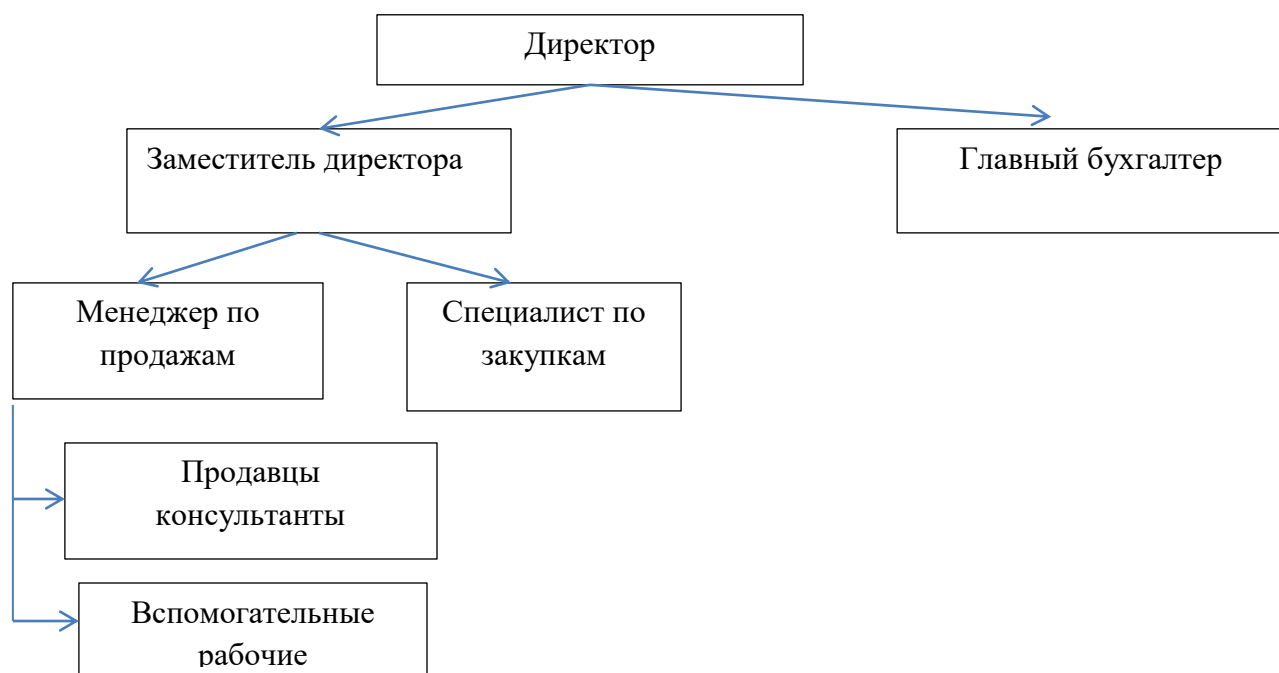 Директор
Заместитель директора
Главный бухгалтер
Менеджер по
продажам
Специалист по
закупкам
Продавцы
консультанты
Вспомогательные
рабочие